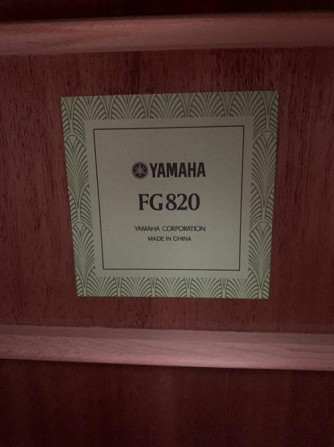 YAMAHA
FG820
YAMAHA CORPORATION
MADE IN CHINA